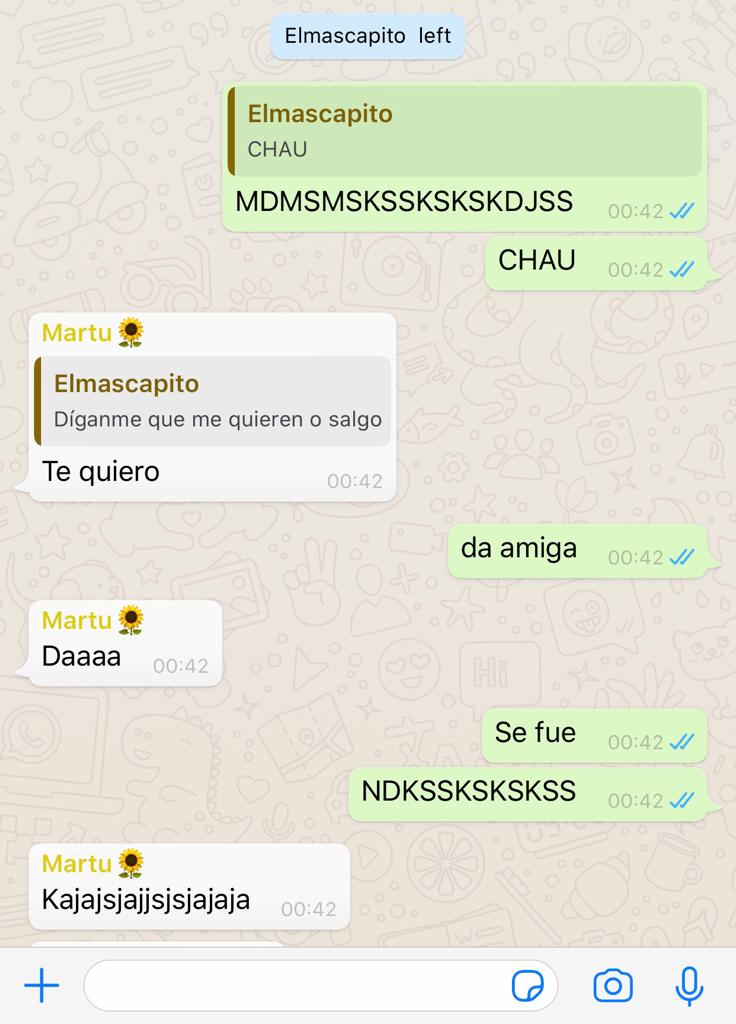 Elmascapito left
Elmascapito
CHAU
MDMSMSKSSKSKSKDJSS 00:42
CHAU 00:42
Martu🌻
Elmascapito
Díganme que me quieren o salgo
Te quiero 00:42
da amiga 00:42
Martu🌻
Daaaa 00:42
Se fue 00:42
NDKSSKSKSKSS 00:42
Martu🌻
Kajajsjajjsjsjajaja 00:42